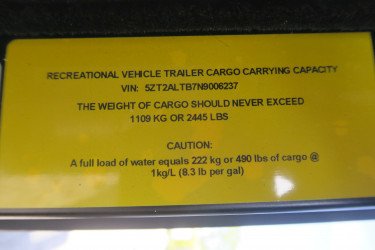 RECREATIONAL VEHICLE TRAILER CARGO CARRYING CAPACITY
VIN: 5ZT2ALTB7N9006237
THE WEIGHT OF CARGO SHOULD NEVER EXCEED
1109 KG OR 2445 LBS
CAUTION:
A full load of water equals 222 kg or 490 lbs of cargo @
1kg/L (8.3 lb per gal)